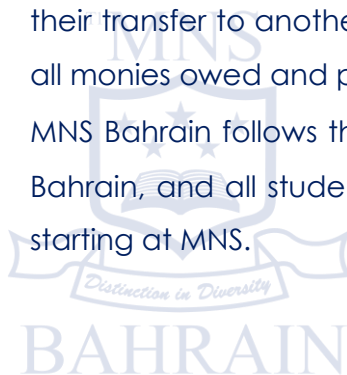 their transfer to anothe
MNS
all monies owed and p
MNS Bahrain follows th
Bahrain, and all stude
starting at MNS.
Distinction in Diversity
BAHRAIN